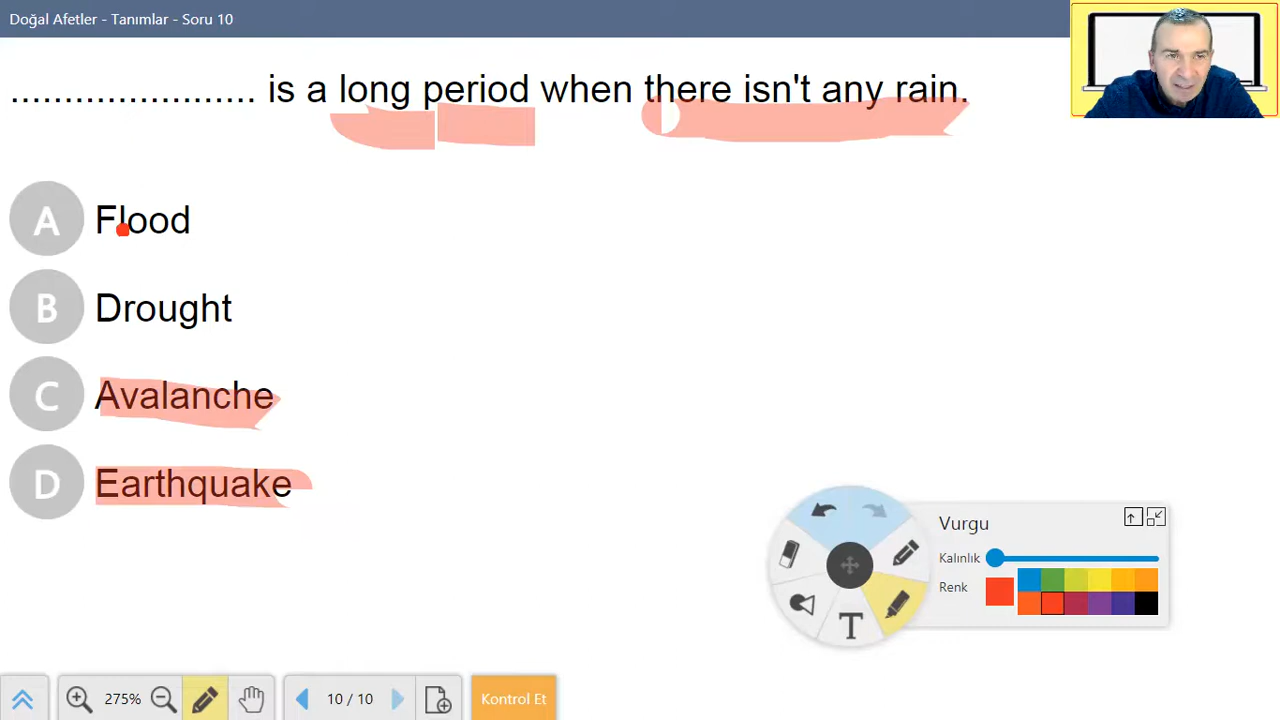 Doğal Afetler - Tanımlar - Soru 10
....................... is a long period when there isn't any rain.
A Flood
B Drought
C Avalanche
D Earthquake
Vurgu
Kalınlık
Renk
T
275%
10 / 10
Kontrol Et